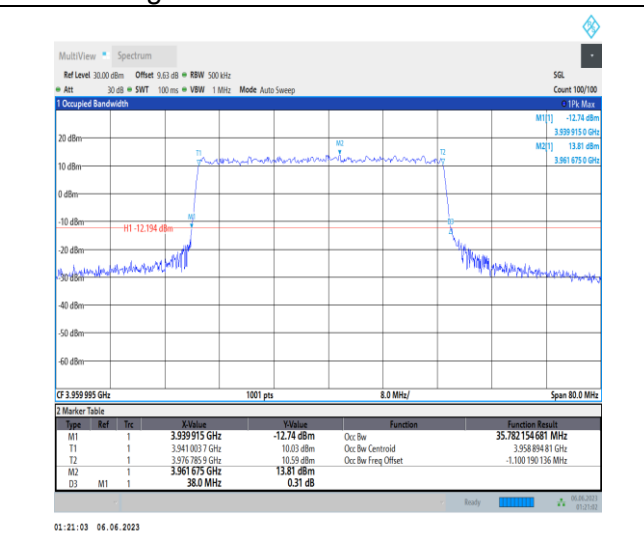 MultiView Spectrum
Ref Level 30.00 dBm Offset 9.63 dB RBW 500 kHz SGL
Att 30 dB SWT 100 ms VBW 1 MHz Mode Auto Sweep Count 100/100
1 Occupied Bandwidth 1Pk Max
M1[1] -12.74 dBm
3.939 915 0 GHz
M2[1] 13.81 dBm
3.961 675 0 GHz
20 dBm
M2
T1 T2
10 dBm
0 dBm
-10 dBm
M1
D3
H1 -12.194 dBm
-20 dBm
-30 dBm
-40 dBm
-50 dBm
-60 dBm
CF 3.959 995 GHz 1001 pts 8.0 MHz/ Span 80.0 MHz
2 Marker Table
Type Ref Trc X-Value Y-Value Function Function Result
M1 1 3.939 915 GHz -12.74 dBm Occ Bw 35.782 154 681 MHz
T1 1 3.941 003 7 GHz 10.03 dBm Occ Bw Centroid 3.958 894 81 GHz
T2 1 3.976 785 9 GHz 10.59 dBm Occ Bw Freq Offset -1.100 190 136 MHz
M2 1 3.961 675 GHz 13.81 dBm
D3 M1 1 38.0 MHz 0.31 dB
Ready 06.06.2023
01:21:02
01:21:03 06.06.2023